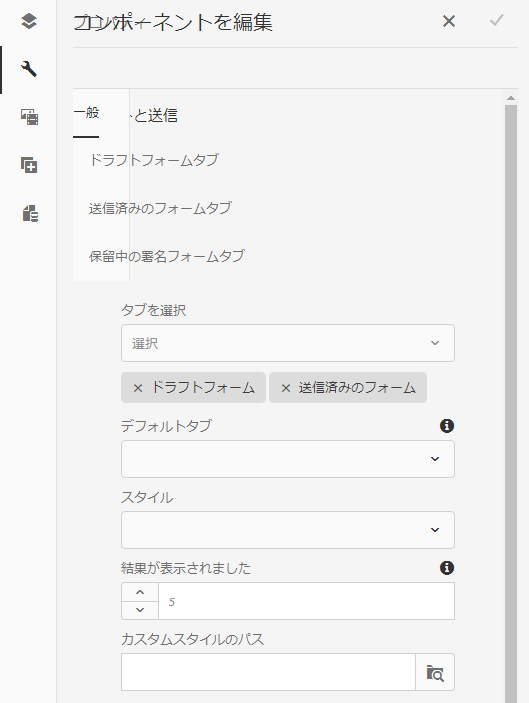 コンポーネントを編集
一般
トと送信
ドラフトフォームタブ
送信済みのフォームタブ
保留中の署名フォームタブ
タブを選択
選択
× ドラフトフォーム × 送信済みのフォーム
デフォルトタブ
スタイル
結果が表示されました
5
カスタムスタイルのパス